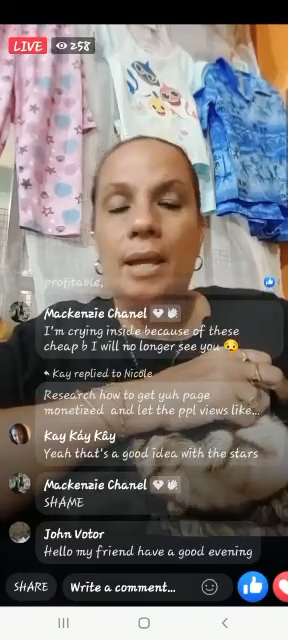 LIVE 258
profitable,
Mackenzie Chanel
I'm crying inside because of these
cheap b I will no longer see you 😥
Kay replied to Nicole
Research how to get yuh page
monetized and let the ppl views like...
Kay Káy Kây
Yeah that's a good idea with the stars
Mackenzie Chanel
SHAME
John Votor
Hello my friend have a good evening
SHARE Write a comment...